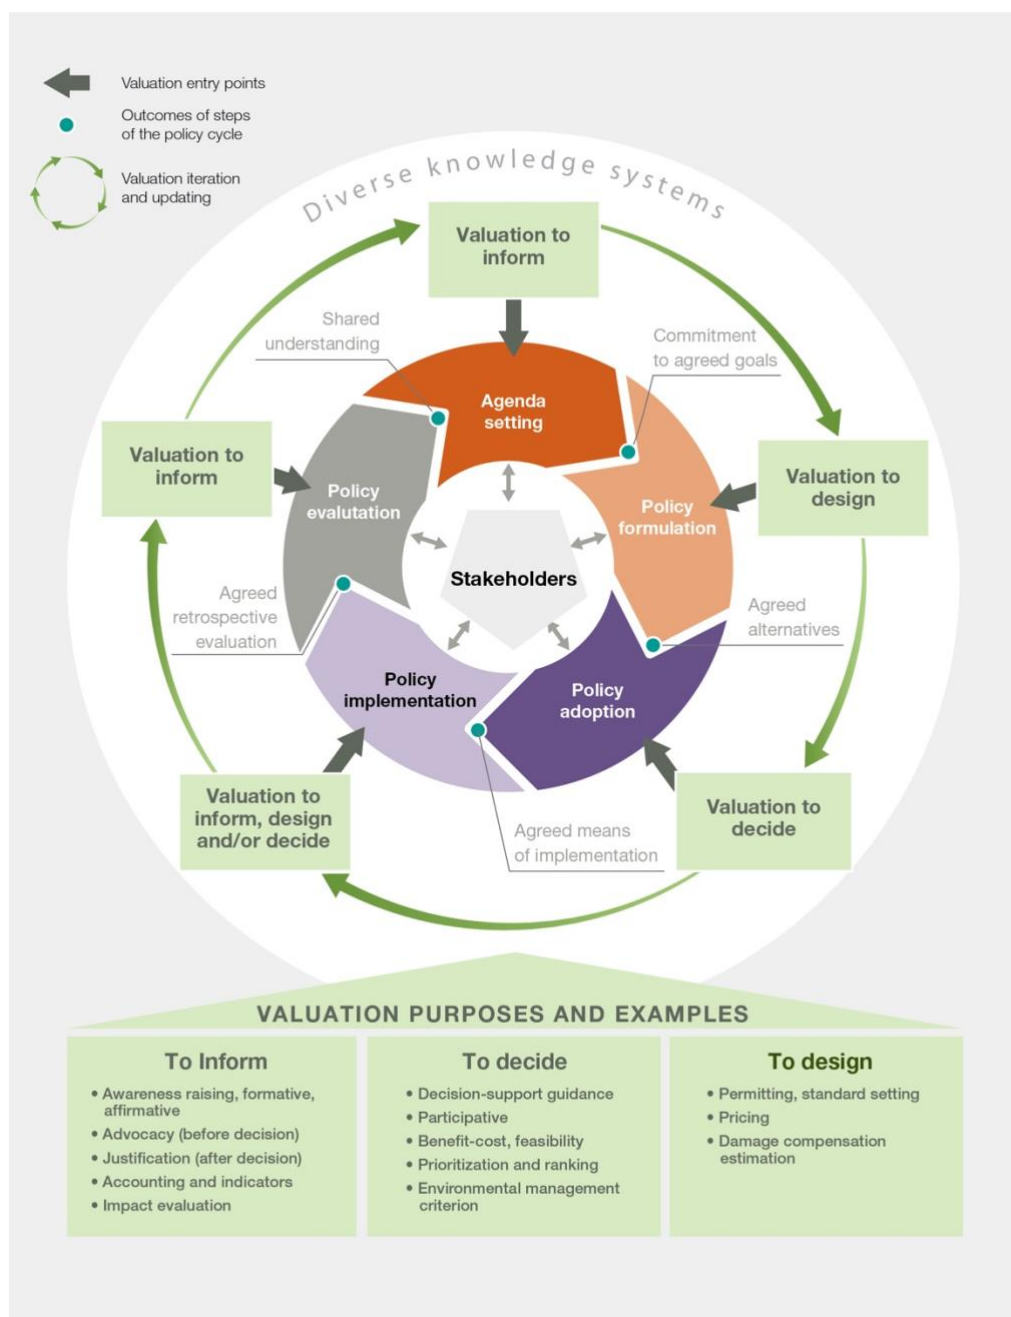 Valuation entry points
Outcomes of steps
of the policy cycle
Valuation iteration
and updating
Diverse knowledge systems
Valuation to
inform
Shared
understanding
Commitment
to agreed goals
Agenda
setting
Valuation to
inform
Valuation to
design
Policy
evalutation
Policy
formulation
Stakeholders
Agreed
retrospective
evaluation
Agreed
alternatives
Policy
implementation
Policy
adoption
Valuation to
inform, design
and/or decide
Valuation to
decide
Agreed means
of implementation
VALUATION PURPOSES AND EXAMPLES
To Inform
• Awareness raising, formative,
affirmative
• Advocacy (before decision)
• Justification (after decision)
• Accounting and indicators
• Impact evaluation
To decide
• Decision-support guidance
• Participative
• Benefit-cost, feasibility
• Prioritization and ranking
• Environmental management
criterion
To design
• Permitting, standard setting
• Pricing
• Damage compensation
estimation